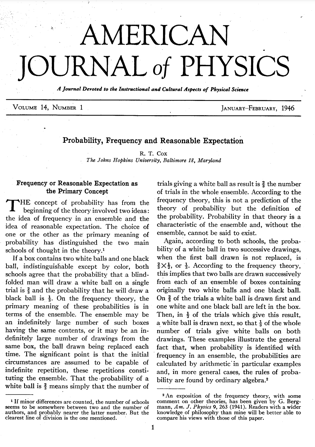 AMERICAN
JOURNAL of PHYSICS
A Journal Devoted to the Instructional and Cultural Aspects of Physical Science
VOLUME 14, NUMBER 1
JANUARY–FEBRUARY, 1946
Probability, Frequency and Reasonable Expectation
R. T. COX
The Johns Hopkins University, Baltimore 18, Maryland
Frequency or Reasonable Expectation as
the Primary Concept
THE concept of probability has from the
beginning of the theory involved two ideas:
the idea of frequency in an ensemble and the
idea of reasonable expectation. The choice of
one or the other as the primary meaning of
probability has distinguished the two main
schools of thought in the theory.¹
If a box contains two white balls and one black
ball, indistinguishable except by color, both
schools agree that the probability that a blind-
folded man will draw a white ball on a single
trial is ⅔ and the probability that he will draw a
black ball is ⅓. On the frequency theory, the
primary meaning of these probabilities is in
terms of the ensemble. The ensemble may be
an indefinitely large number of such boxes
having the same contents, or it may be an in-
definitely large number of drawings from the
same box, the ball drawn being replaced each
time. The significant point is that the initial
circumstances are assumed to be capable of
indefinite repetition, these repetitions consti-
tuting the ensemble. That the probability of a
white ball is ⅔ means simply that the number of
¹ If minor differences are counted, the number of schools
seems to be somewhere between two and the number of
authors, and probably nearer the latter number. But the
clearest line of division is the one mentioned.
trials giving a white ball as result is ⅔ the number
of trials in the whole ensemble. According to the
frequency theory, this is not a prediction of the
theory of probability but the definition of
the probability. Probability in that theory is a
characteristic of the ensemble and, without the
ensemble, cannot be said to exist.
Again, according to both schools, the proba-
bility of a white ball in two successive drawings,
when the first ball drawn is not replaced, is
⅔×½, or ⅓. According to the frequency theory,
this implies that two balls are drawn successively
from each of an ensemble of boxes containing
originally two white balls and one black ball.
On ⅔ of the trials a white ball is drawn first and
one white and one black ball are left in the box.
Then, in ½ of the trials which give this result,
a white ball is drawn next, so that ⅓ of the whole
number of trials give white balls on both
drawings. These examples illustrate the general
fact that, when probability is identified with
frequency in an ensemble, the probabilities are
calculated by arithmetic in particular examples
and, in more general cases, the rules of proba-
bility are found by ordinary algebra.²
² An exposition of the frequency theory, with some
comment on other theories, has been given by G. Berg-
mann, Am. J. Physics 9, 263 (1941). Readers with a wider
knowledge of philosophy than mine will be better able to
compare his views with those of this paper.
1